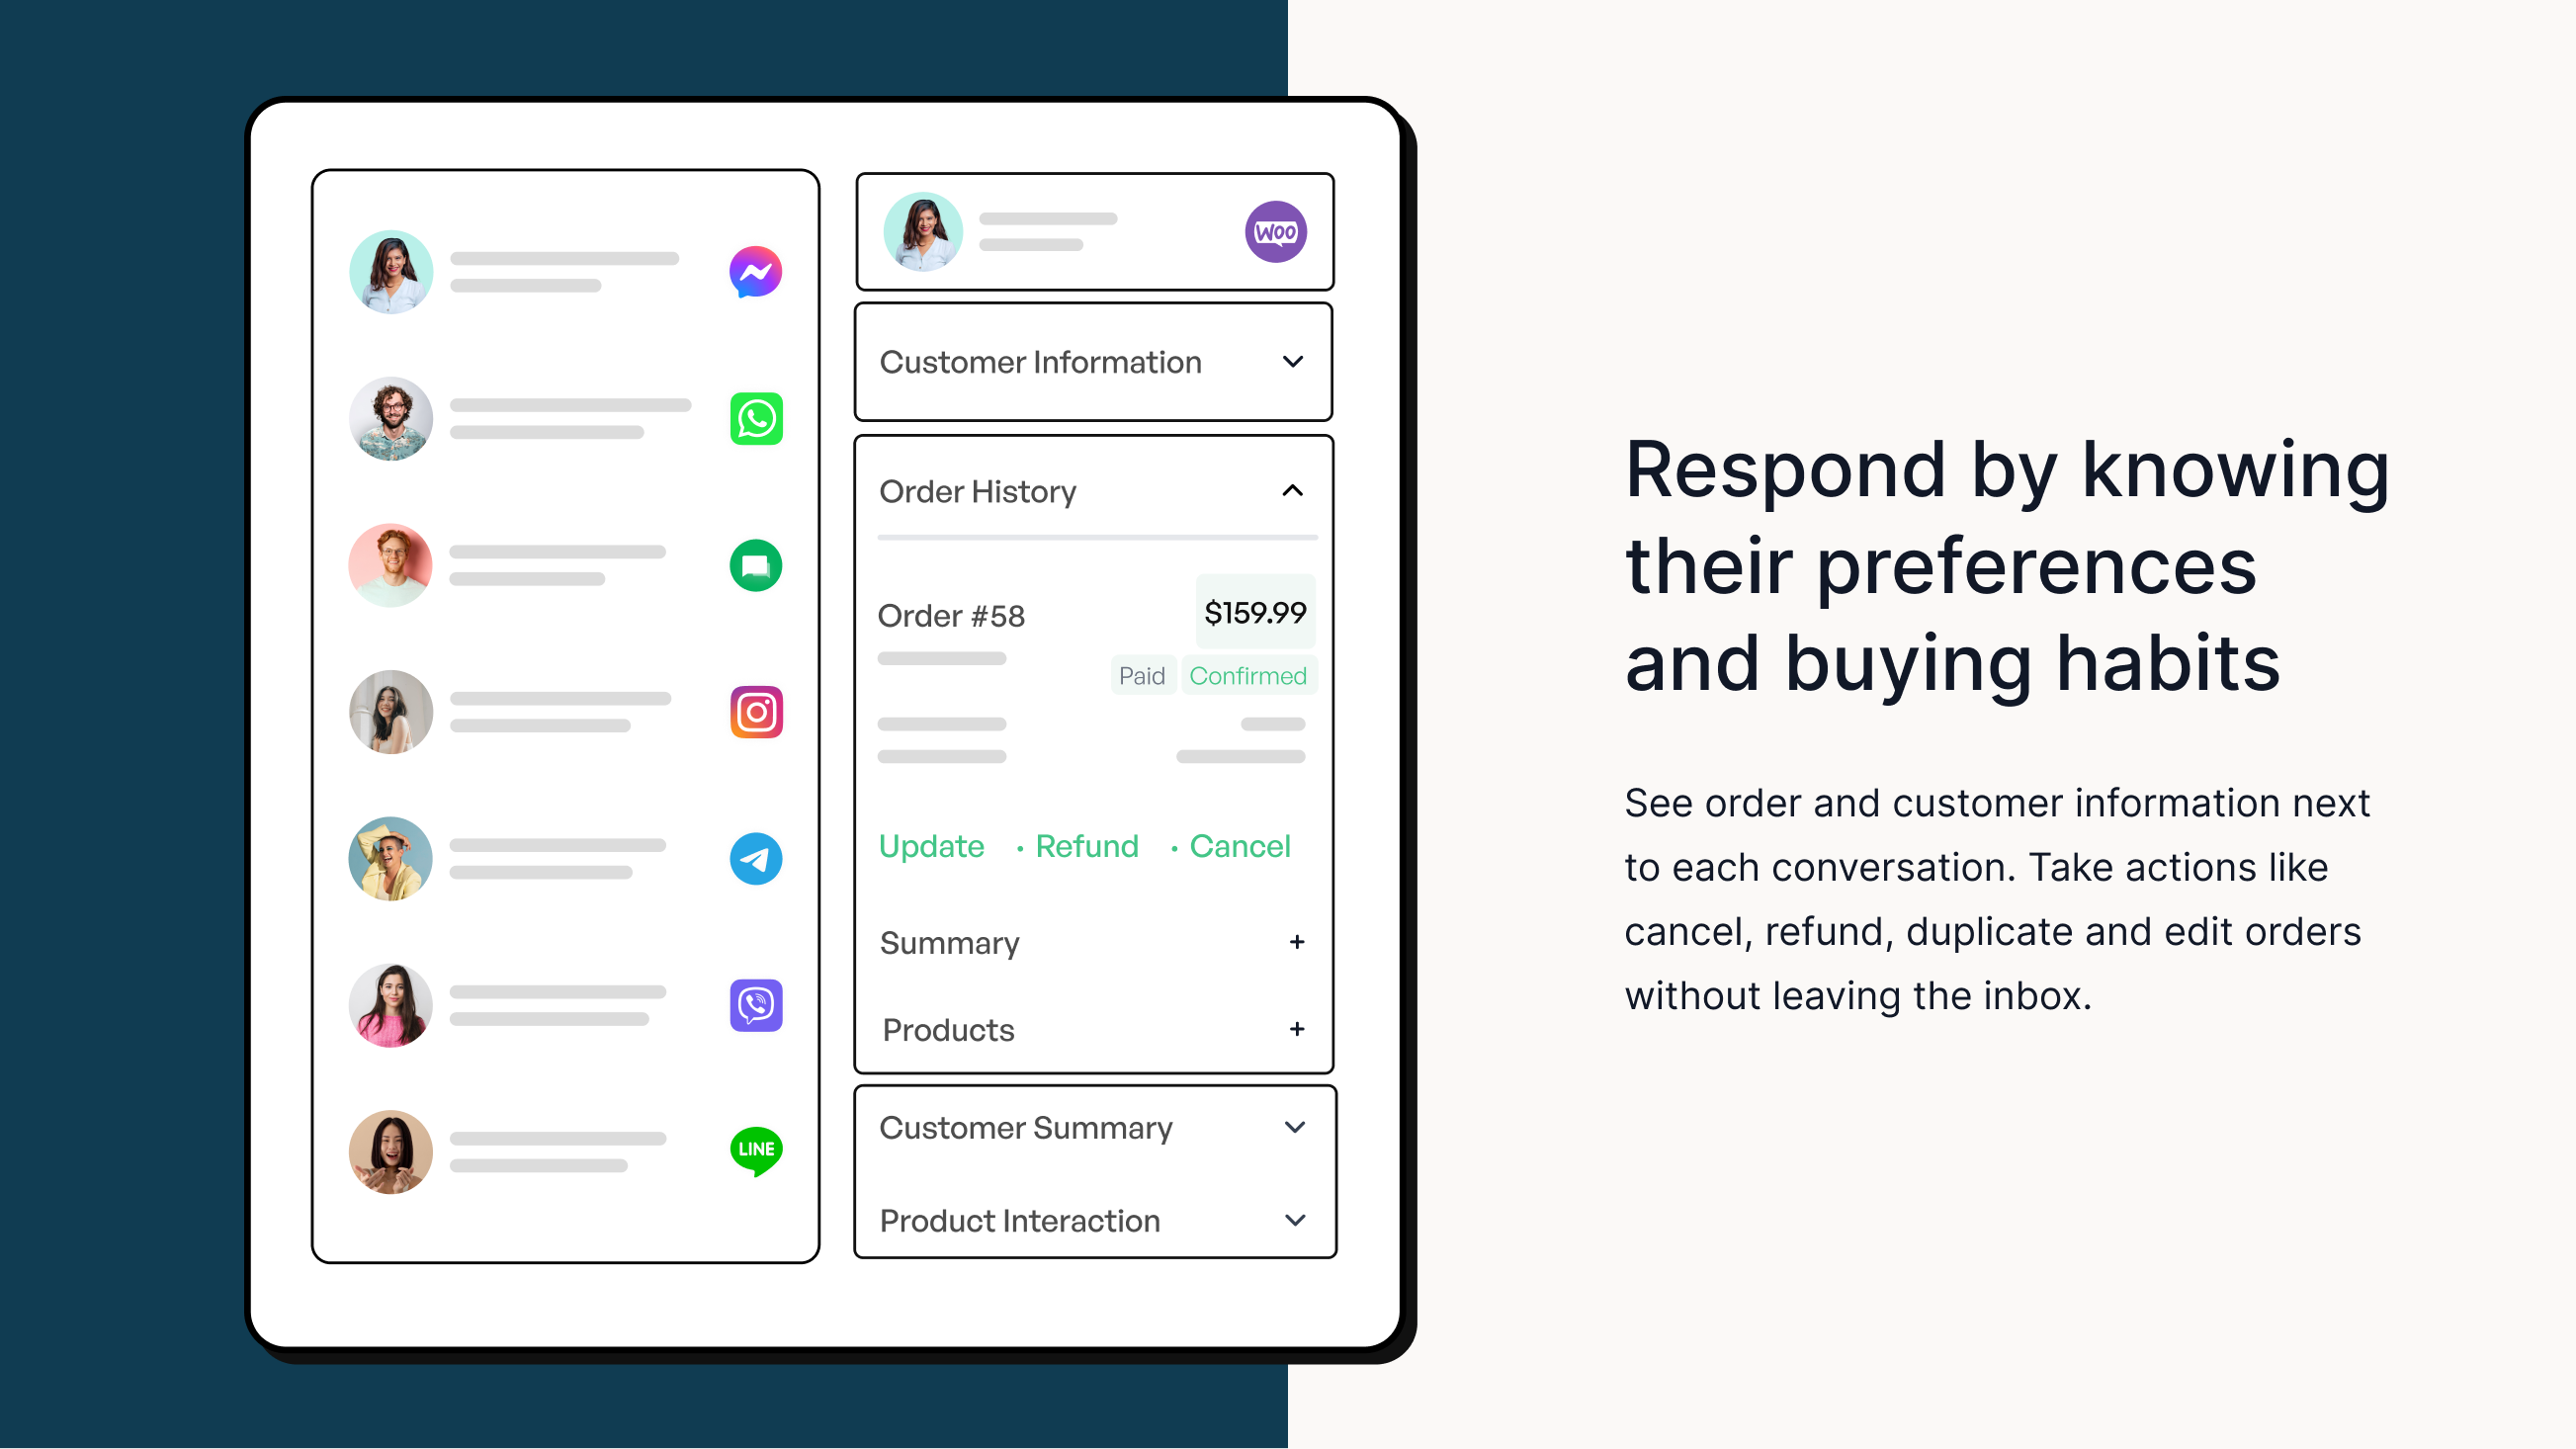 WOO
Customer Information
Order History
Order #58
$159.99
Paid
Confirmed
Update · Refund · Cancel
Summary +
Products +
Customer Summary
Product Interaction
LINE
Respond by knowing
their preferences
and buying habits
See order and customer information next
to each conversation. Take actions like
cancel, refund, duplicate and edit orders
without leaving the inbox.